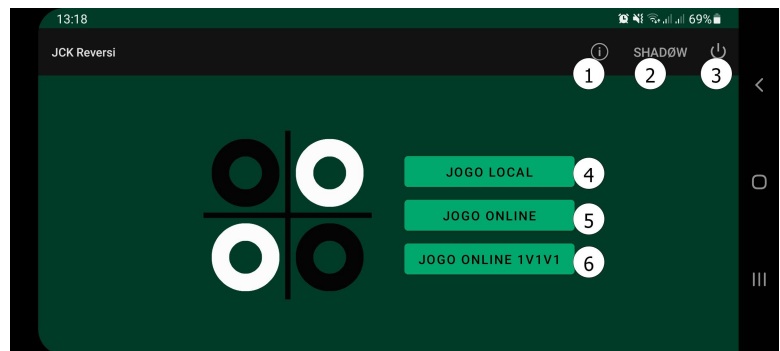 13:18 69%
JCK Reversi SHADØW
1 2 3
JOGO LOCAL 4
JOGO ONLINE 5
JOGO ONLINE 1V1V1 6